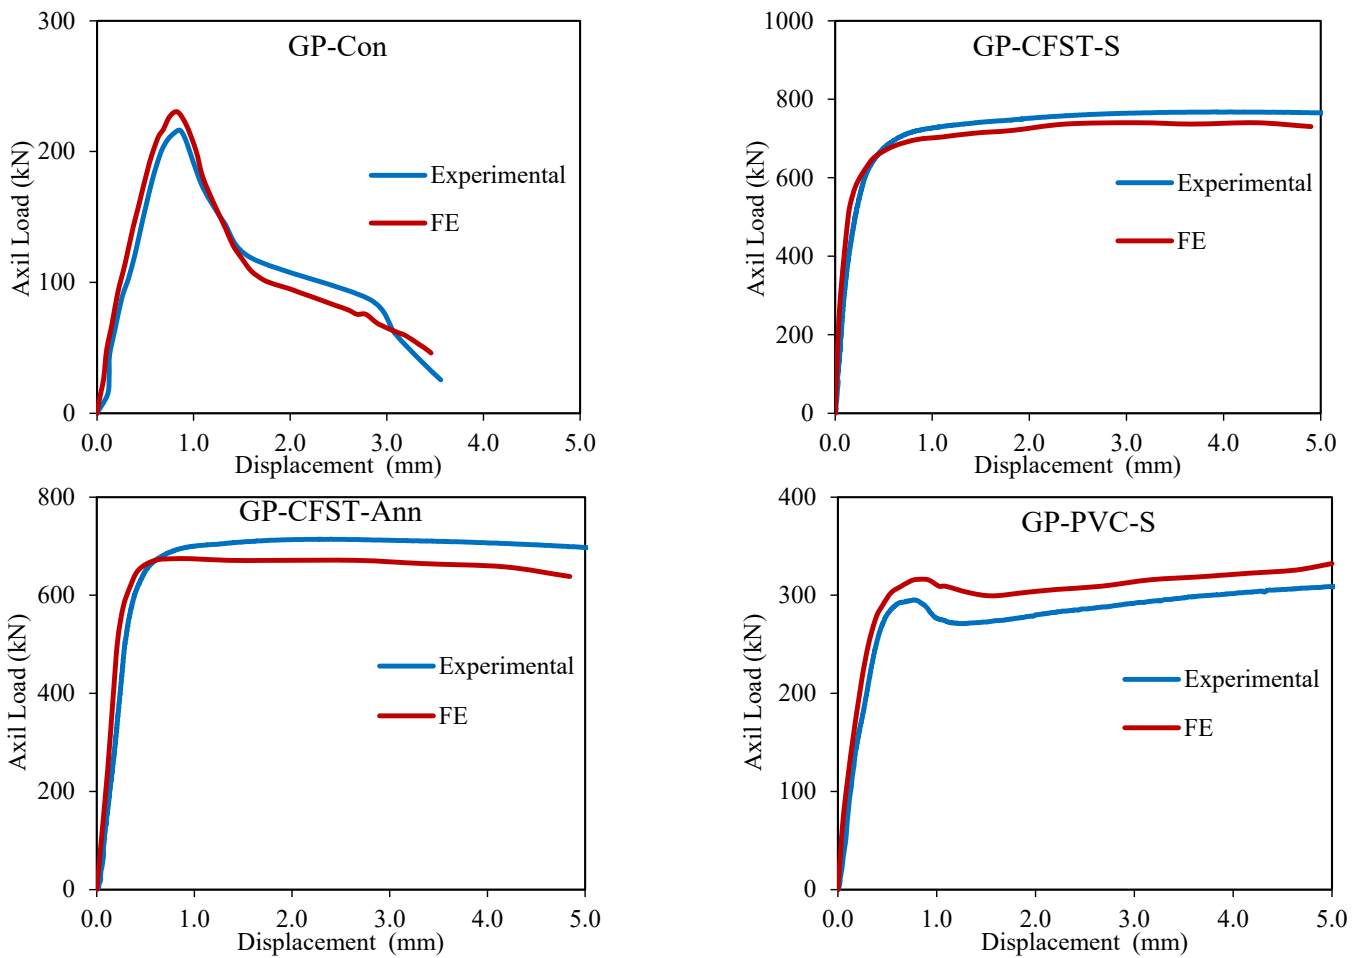 GP-Con
300
200
100
0
Axil Load (kN)
Experimental
FE
0.0 1.0 2.0 3.0 4.0 5.0
Displacement (mm)
GP-CFST-S
1000
800
600
400
200
0
Axil Load (kN)
Experimental
FE
0.0 1.0 2.0 3.0 4.0 5.0
Displacement (mm)
GP-CFST-Ann
800
600
400
200
0
Axil Load (kN)
Experimental
FE
0.0 1.0 2.0 3.0 4.0 5.0
Displacement (mm)
GP-PVC-S
400
300
200
100
0
Axil Load (kN)
Experimental
FE
0.0 1.0 2.0 3.0 4.0 5.0
Displacement (mm)